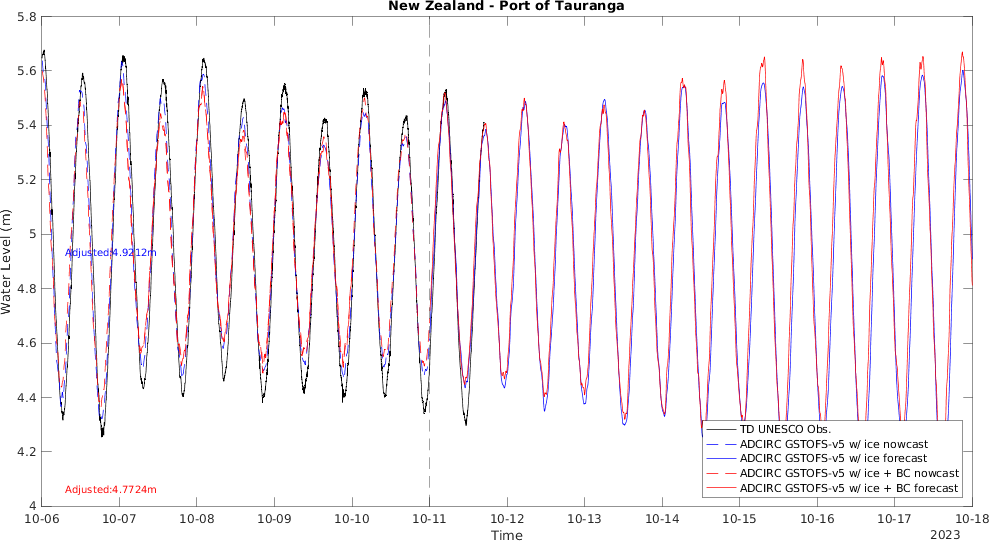 New Zealand - Port of Tauranga
5.8
5.6
5.4
5.2
5
4.8
4.6
4.4
4.2
4
Water Level (m)
Adjusted:4.9212m
Adjusted:4.7724m
TD UNESCO Obs.
ADCIRC GSTOFS-v5 w/ ice nowcast
ADCIRC GSTOFS-v5 w/ ice forecast
ADCIRC GSTOFS-v5 w/ ice + BC nowcast
ADCIRC GSTOFS-v5 w/ ice + BC forecast
10-06 10-07 10-08 10-09 10-10 10-11 10-12 10-13 10-14 10-15 10-16 10-17 10-18
Time
2023